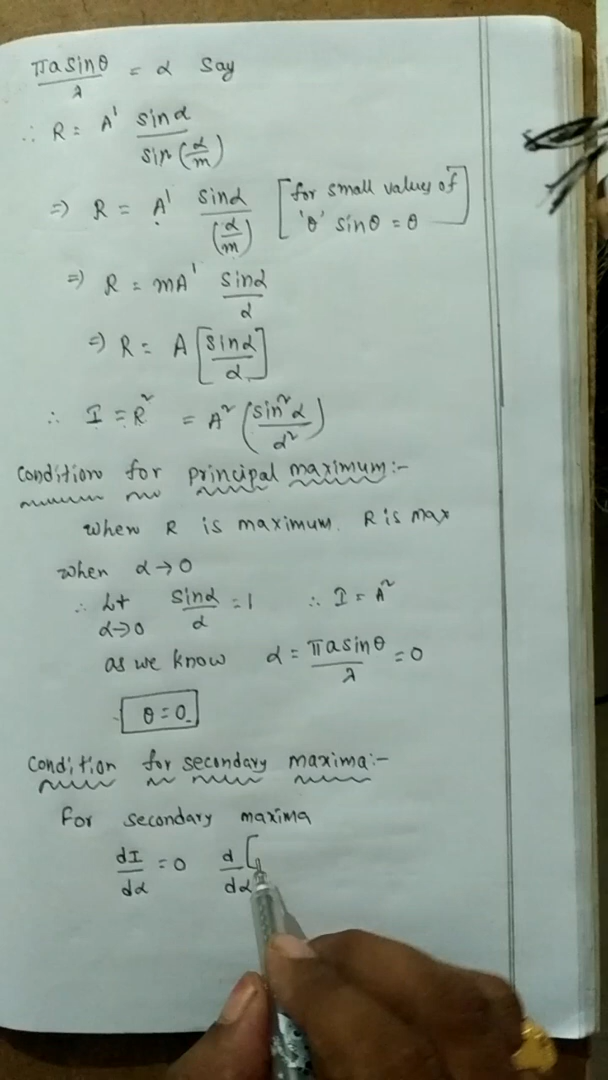 πa sinθ/λ = α say
∴ R = A' sinα/sin(α/m)
=> R = A' sinα/(α/m) [for small values of 'θ' sinθ = θ]
=> R = mA' sinα/α
=> R = A [sinα/α]
∴ I = R² = A² (sin²α/α²)
Condition for principal maximum:-
when R is maximum. R is max
when α→0
∴ Lt α→0 sinα/α = 1 ∴ I = A²
as we know α = πa sinθ/λ = 0
θ = 0
Condition for secondary maxima:-
For secondary maxima
dI/dα = 0 d/dα [